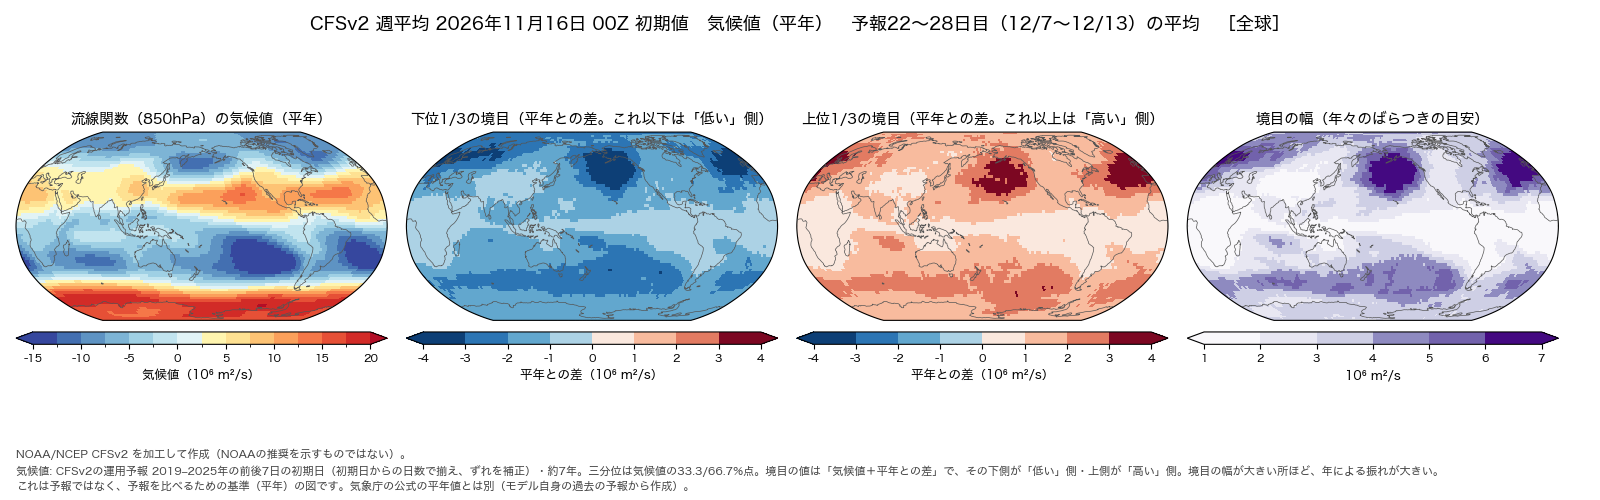 CFSv2 週平均 2026年11月16日 00Z 初期値　気候値（平年）　予報22～28日目（12/7～12/13）の平均　［全球］
流線関数（850hPa）の気候値（平年）
下位1/3の境目（平年との差。これ以下は「低い」側）
上位1/3の境目（平年との差。これ以上は「高い」側）
境目の幅（年々のばらつきの目安）
-15 -10 -5 0 5 10 15 20
-4 -3 -2 -1 0 1 2 3 4
-4 -3 -2 -1 0 1 2 3 4
1 2 3 4 5 6 7
気候値（10⁶ m²/s）
平年との差（10⁶ m²/s）
平年との差（10⁶ m²/s）
10⁶ m²/s
NOAA/NCEP CFSv2 を加工して作成（NOAAの推奨を示すものではない）。
気候値: CFSv2の運用予報 2019–2025年の前後7日の初期日（初期日からの日数で揃え、ずれを補正）・約7年。三分位は気候値の33.3/66.7%点。境目の値は「気候値＋平年との差」で、その下側が「低い」側・上側が「高い」側。境目の幅が大きい所ほど、年による振れが大きい。
これは予報ではなく、予報を比べるための基準（平年）の図です。気象庁の公式の平年値とは別（モデル自身の過去の予報から作成）。